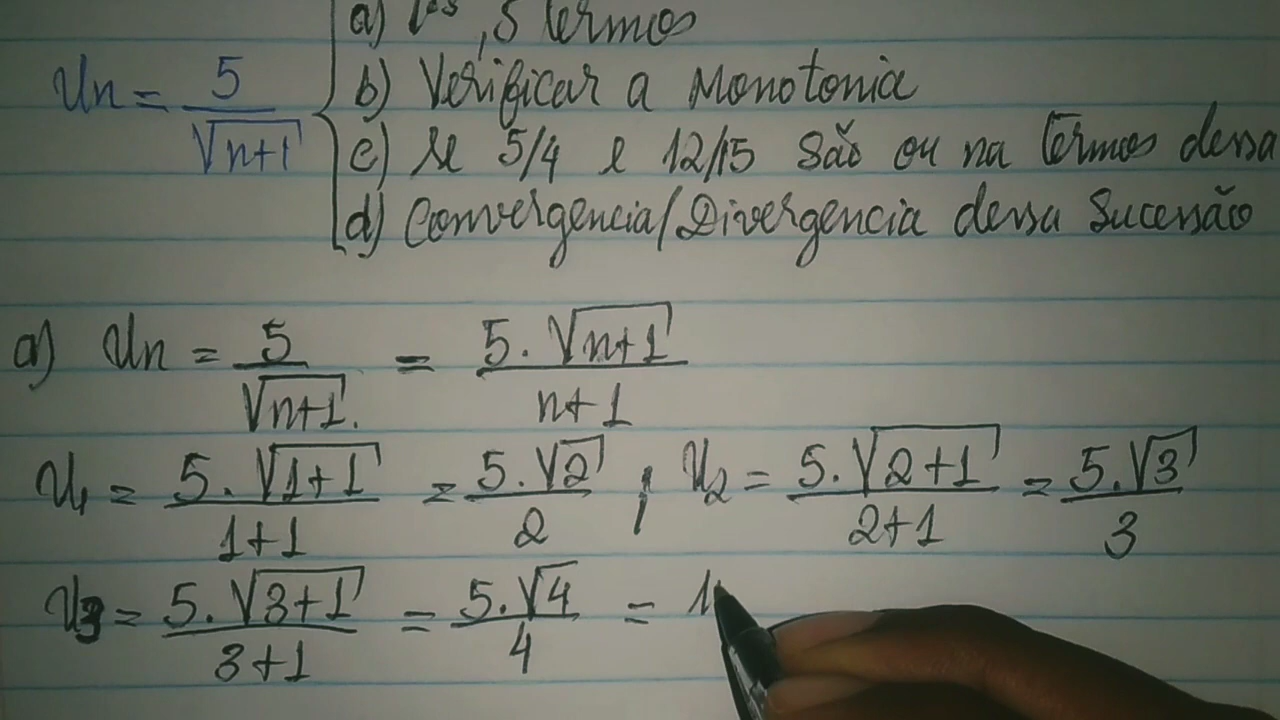 a) 1os, 5 termos
Un = 5/√(n+1)
b) Verificar a Monotonia
c) se 5/4 e 12/15 São ou na termos dessa
d) Convergencia/Divergencia dessa Sucessão
a) Un = 5/√(n+1) = 5.√(n+1)/(n+1)
U1 = 5.√(1+1)/(1+1) = 5.√2/2 ; U2 = 5.√(2+1)/(2+1) = 5.√3/3
U3 = 5.√(3+1)/(3+1) = 5.√4/4 = 1